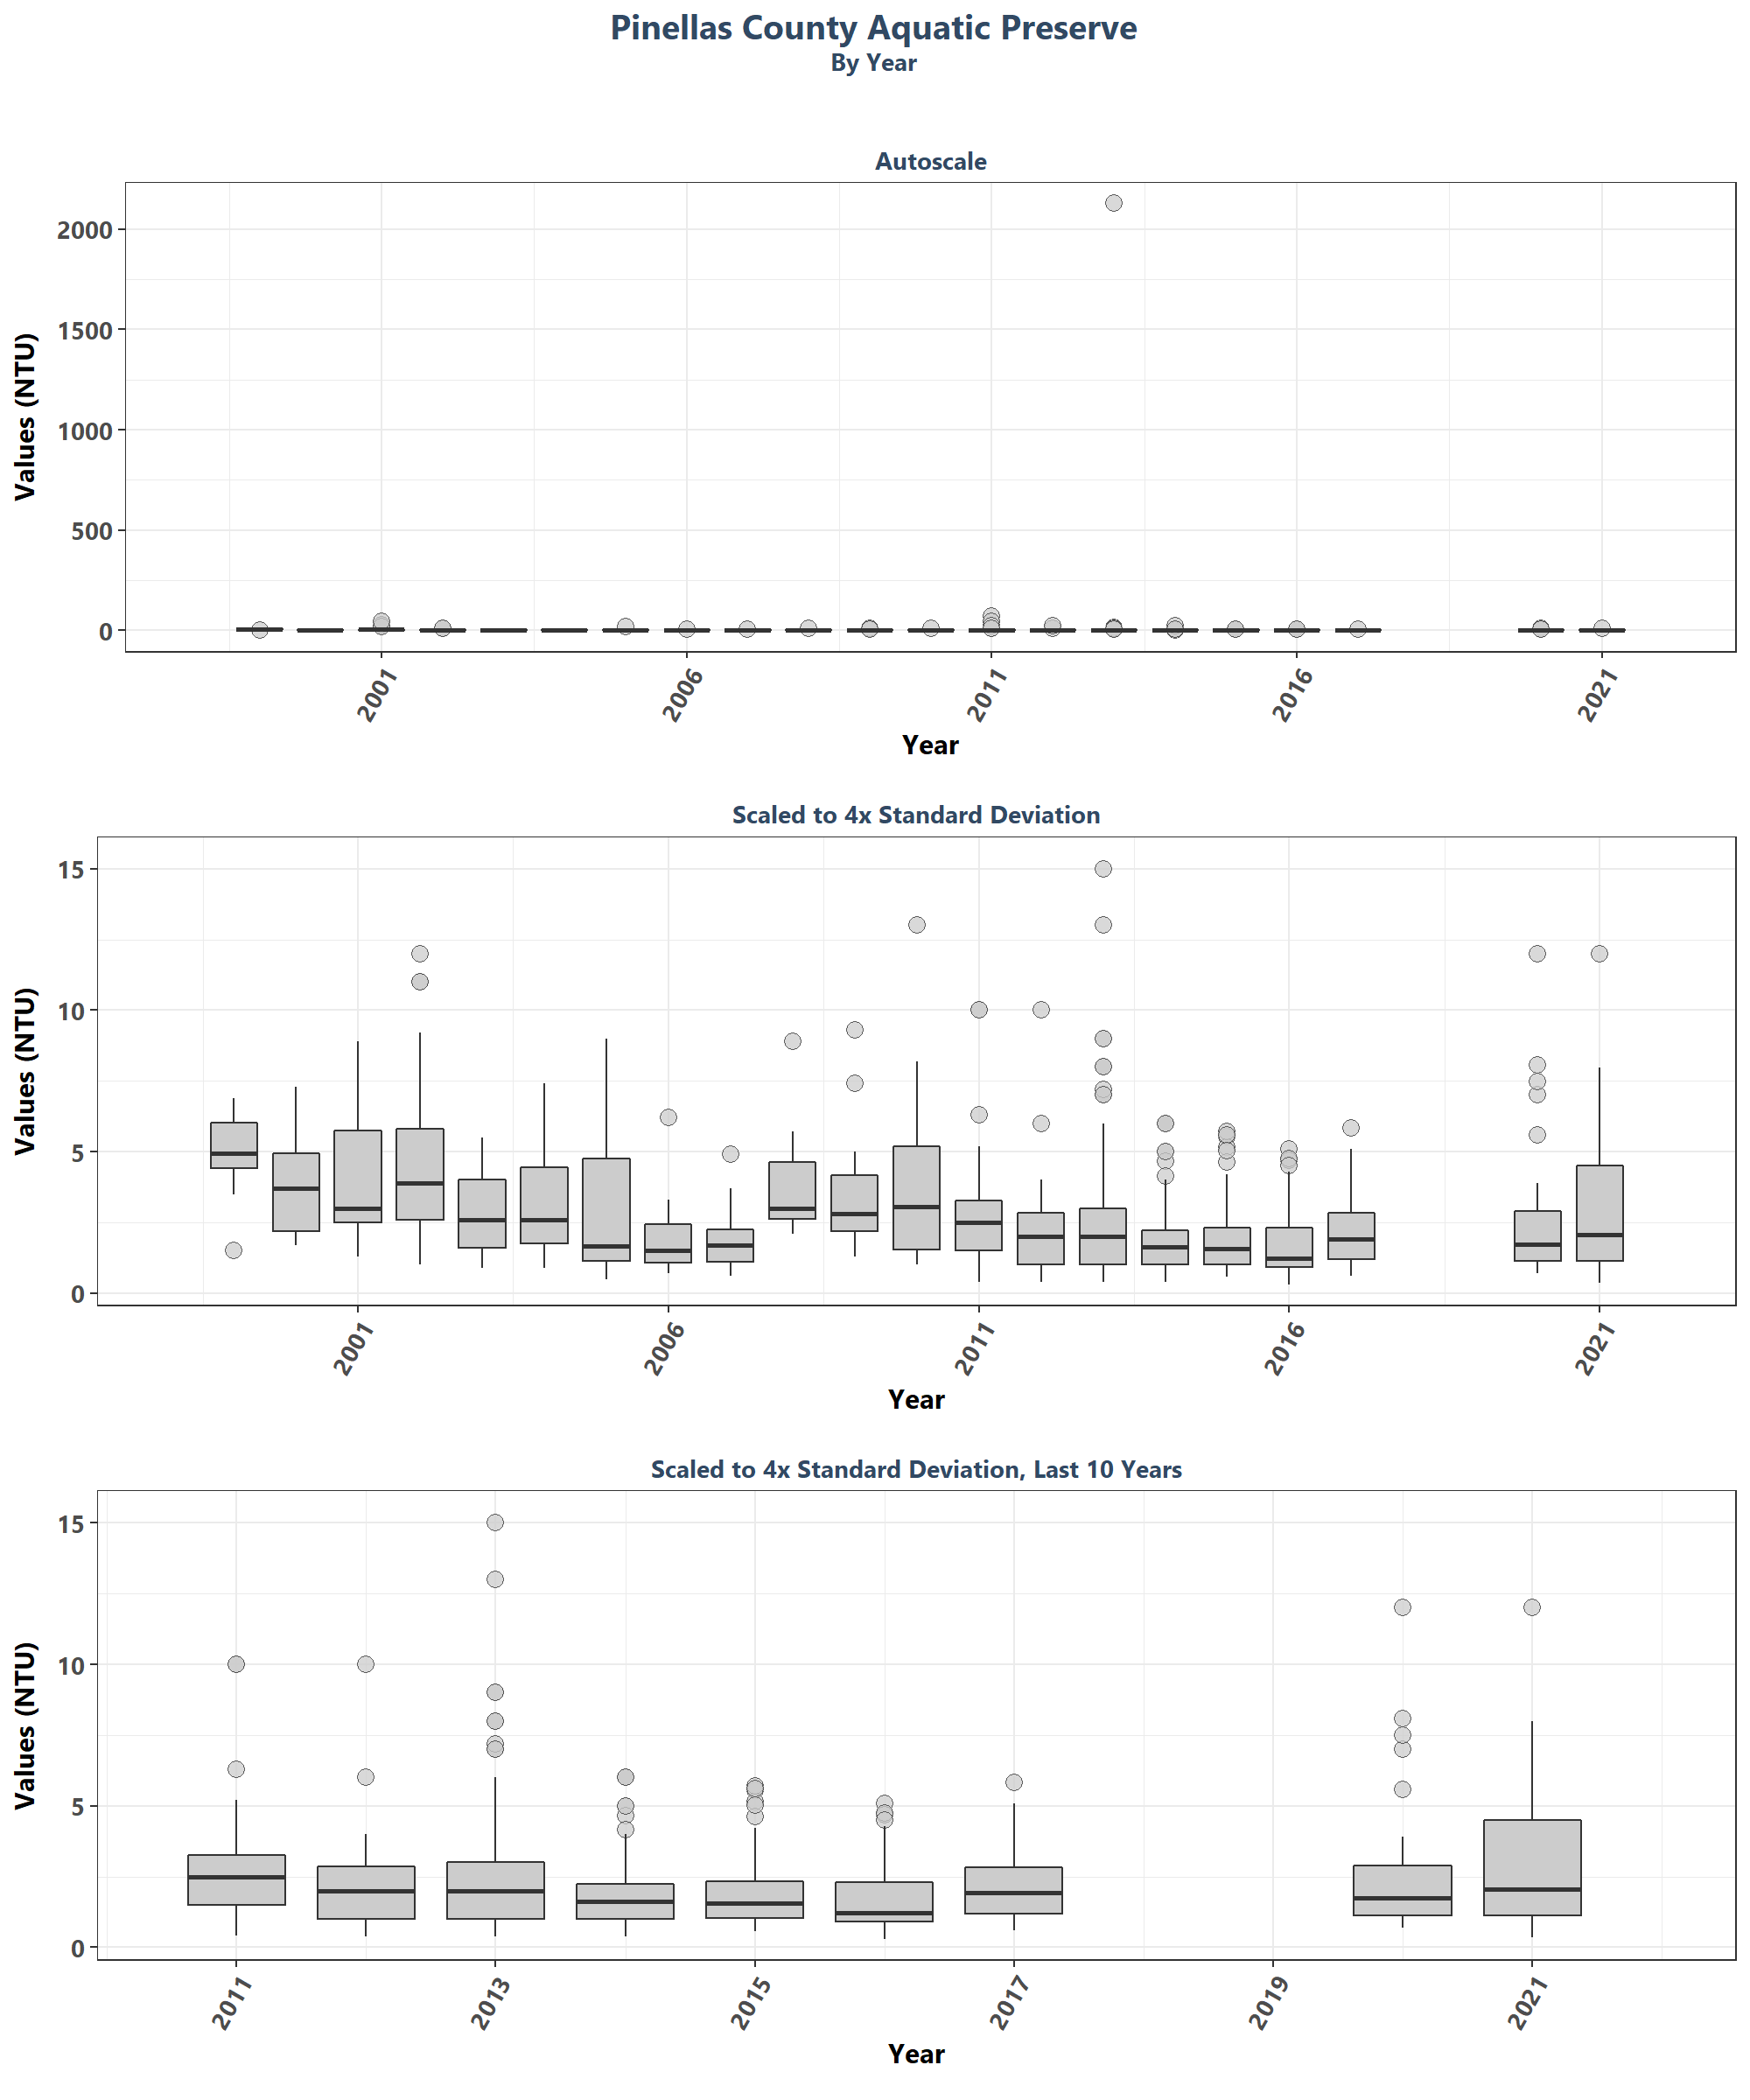 Pinellas County Aquatic Preserve
By Year
Autoscale
Values (NTU)
2000
1500
1000
500
0
2001
2006
2011
2016
2021
Year
Scaled to 4x Standard Deviation
Values (NTU)
15
10
5
0
2001
2006
2011
2016
2021
Year
Scaled to 4x Standard Deviation, Last 10 Years
Values (NTU)
15
10
5
0
2011
2013
2015
2017
2019
2021
Year